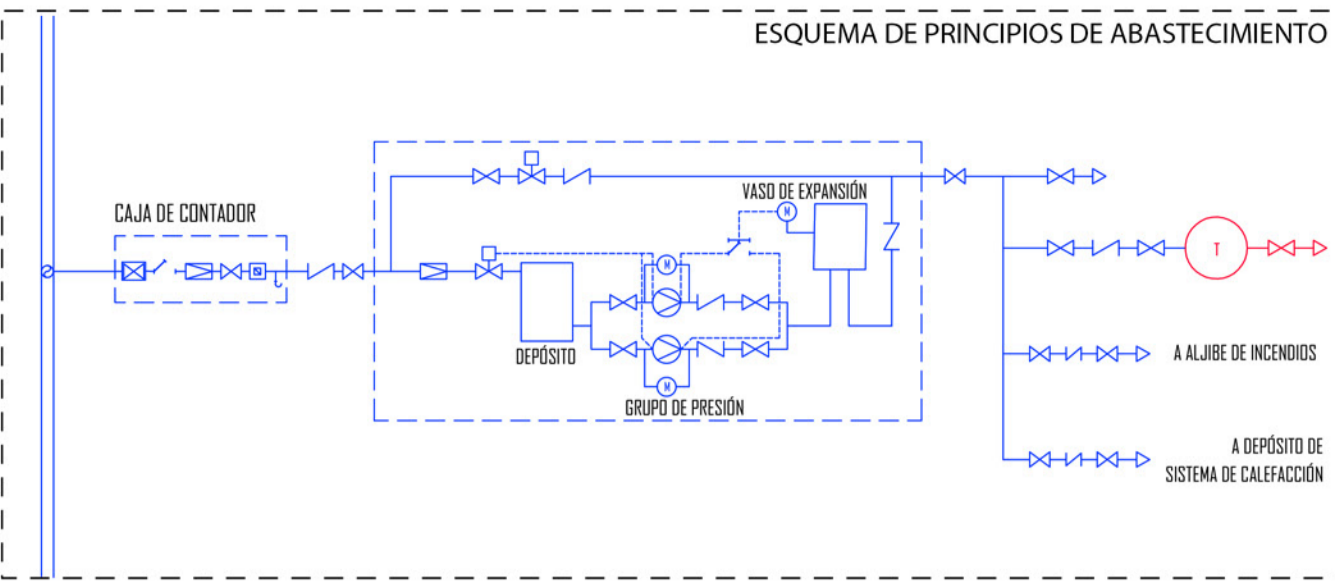 ESQUEMA DE PRINCIPIOS DE ABASTECIMIENTO
CAJA DE CONTADOR
VASO DE EXPANSIÓN
M
T
M
DEPÓSITO
M
GRUPO DE PRESIÓN
A ALJIBE DE INCENDIOS
A DEPÓSITO DE
SISTEMA DE CALEFACCIÓN